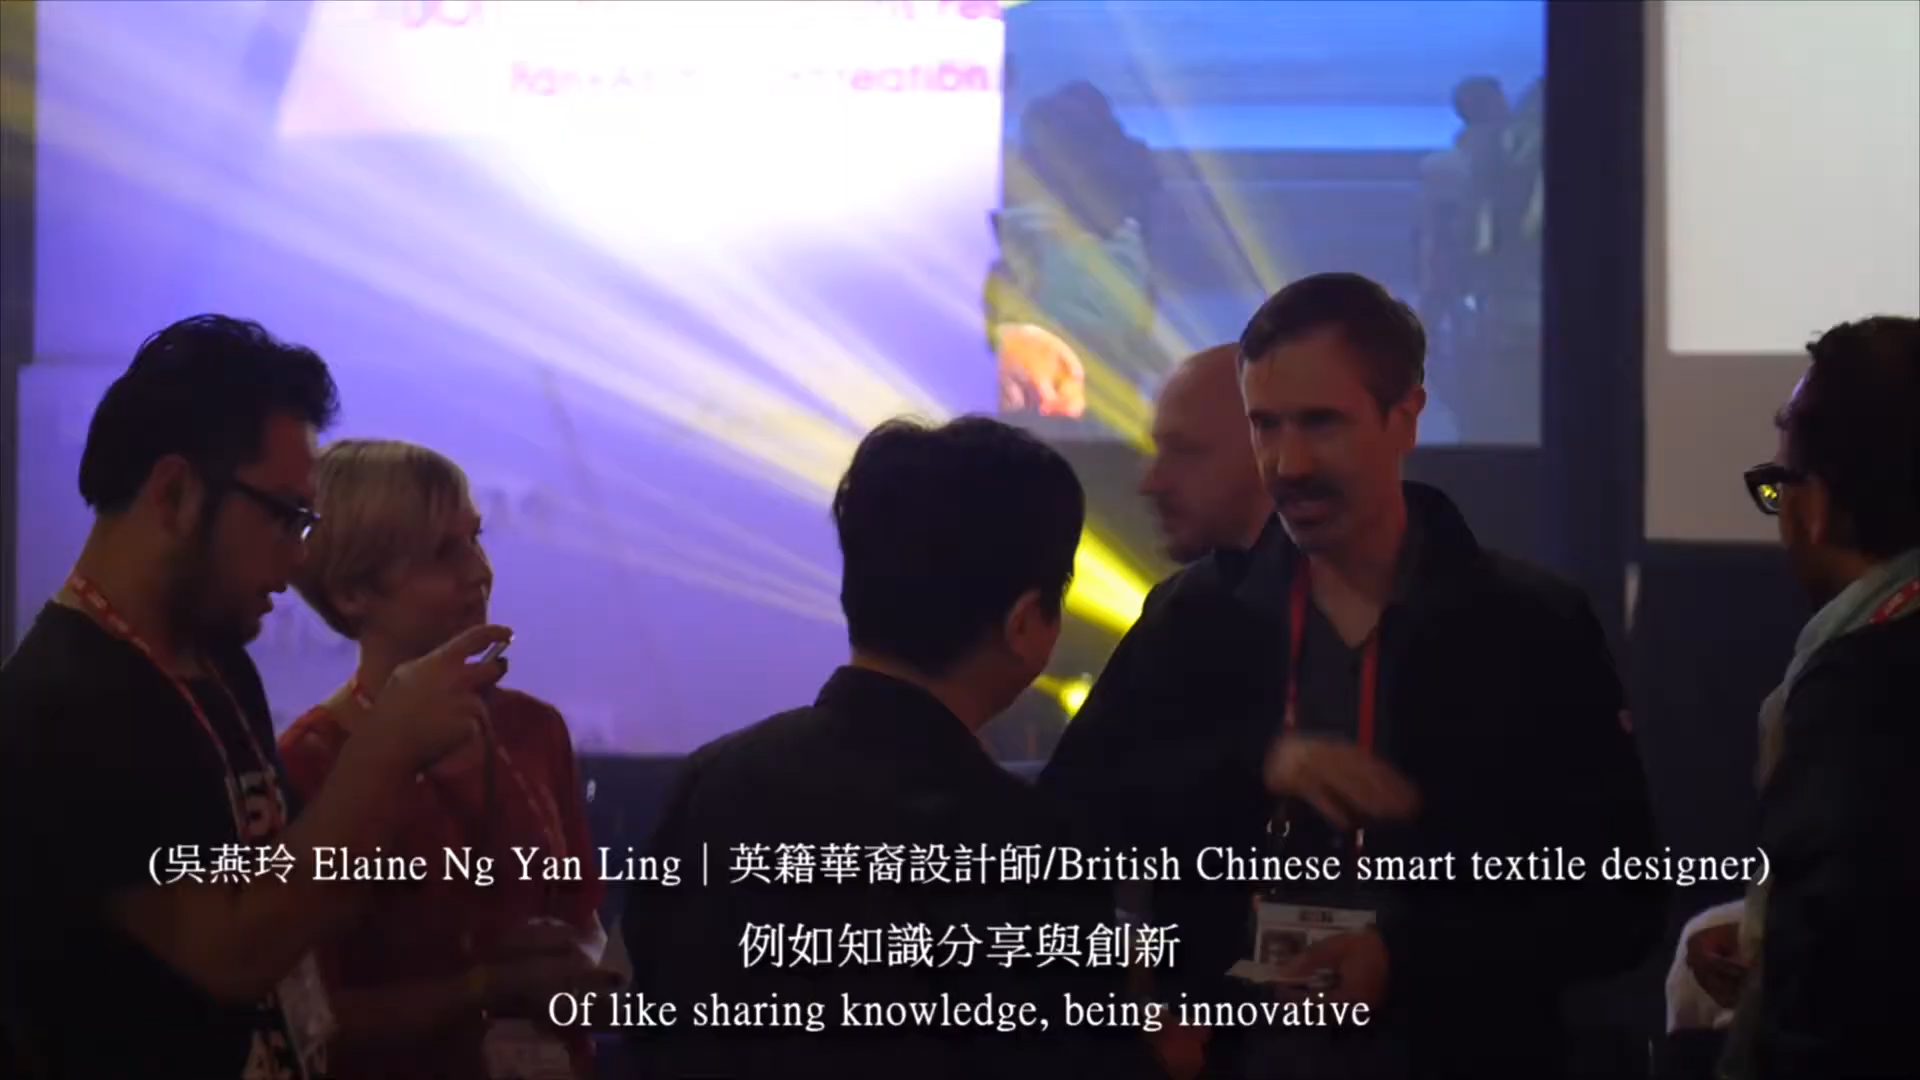 (吳燕玲 Elaine Ng Yan Ling｜英籍華裔設計師/British Chinese smart textile designer)
例如知識分享與創新
Of like sharing knowledge, being innovative